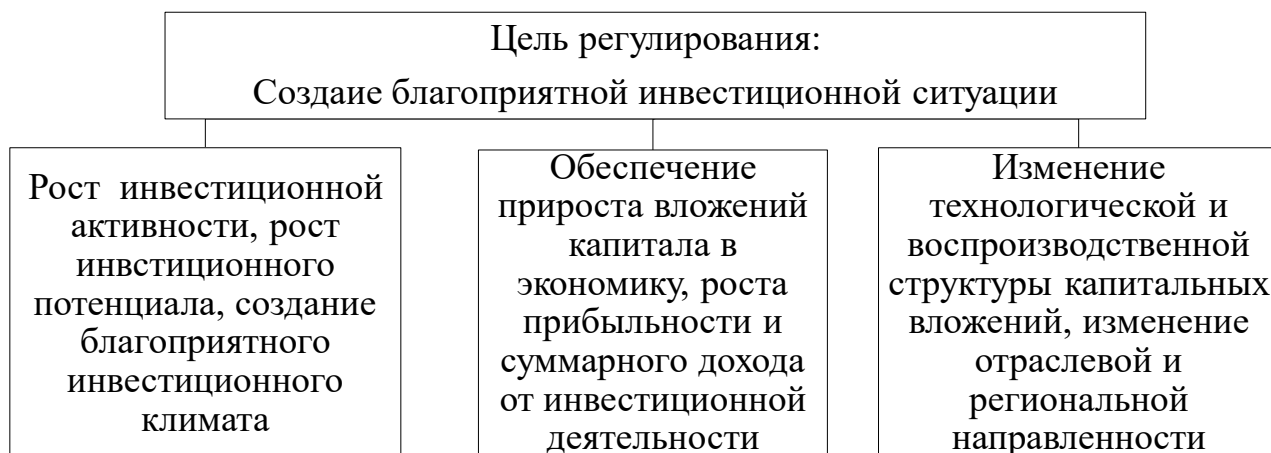 Цель регулирования:
Создаие благоприятной инвестиционной ситуации
Рост инвестиционной
активности, рост
инвстиционного
потенциала, создание
благоприятного
инвестиционного
климата
Обеспечение
прироста вложений
капитала в
экономику, роста
прибыльности и
суммарного дохода
от инвестиционной
деятельности
Изменение
технологической и
воспроизводственной
структуры капитальных
вложений, изменение
отраслевой и
региональной
направленности